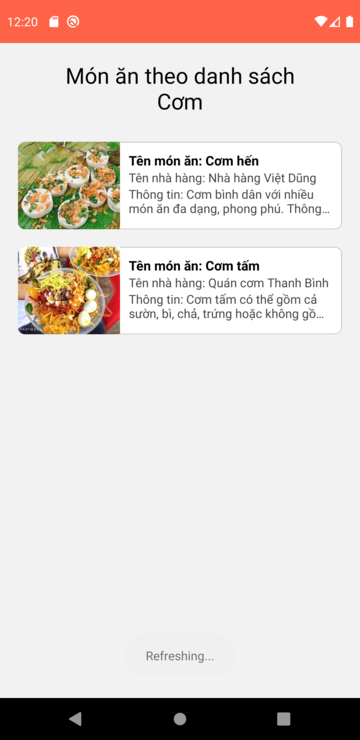 12:20
Món ăn theo danh sách
Cơm
Tên món ăn: Cơm hến
Tên nhà hàng: Nhà hàng Việt Dũng
Thông tin: Cơm bình dân với nhiều
món ăn đa dạng, phong phú. Thông...
Tên món ăn: Cơm tấm
Tên nhà hàng: Quán cơm Thanh Bình
Thông tin: Cơm tấm có thể gồm cả
sườn, bì, chả, trứng hoặc không gồ...
Refreshing...